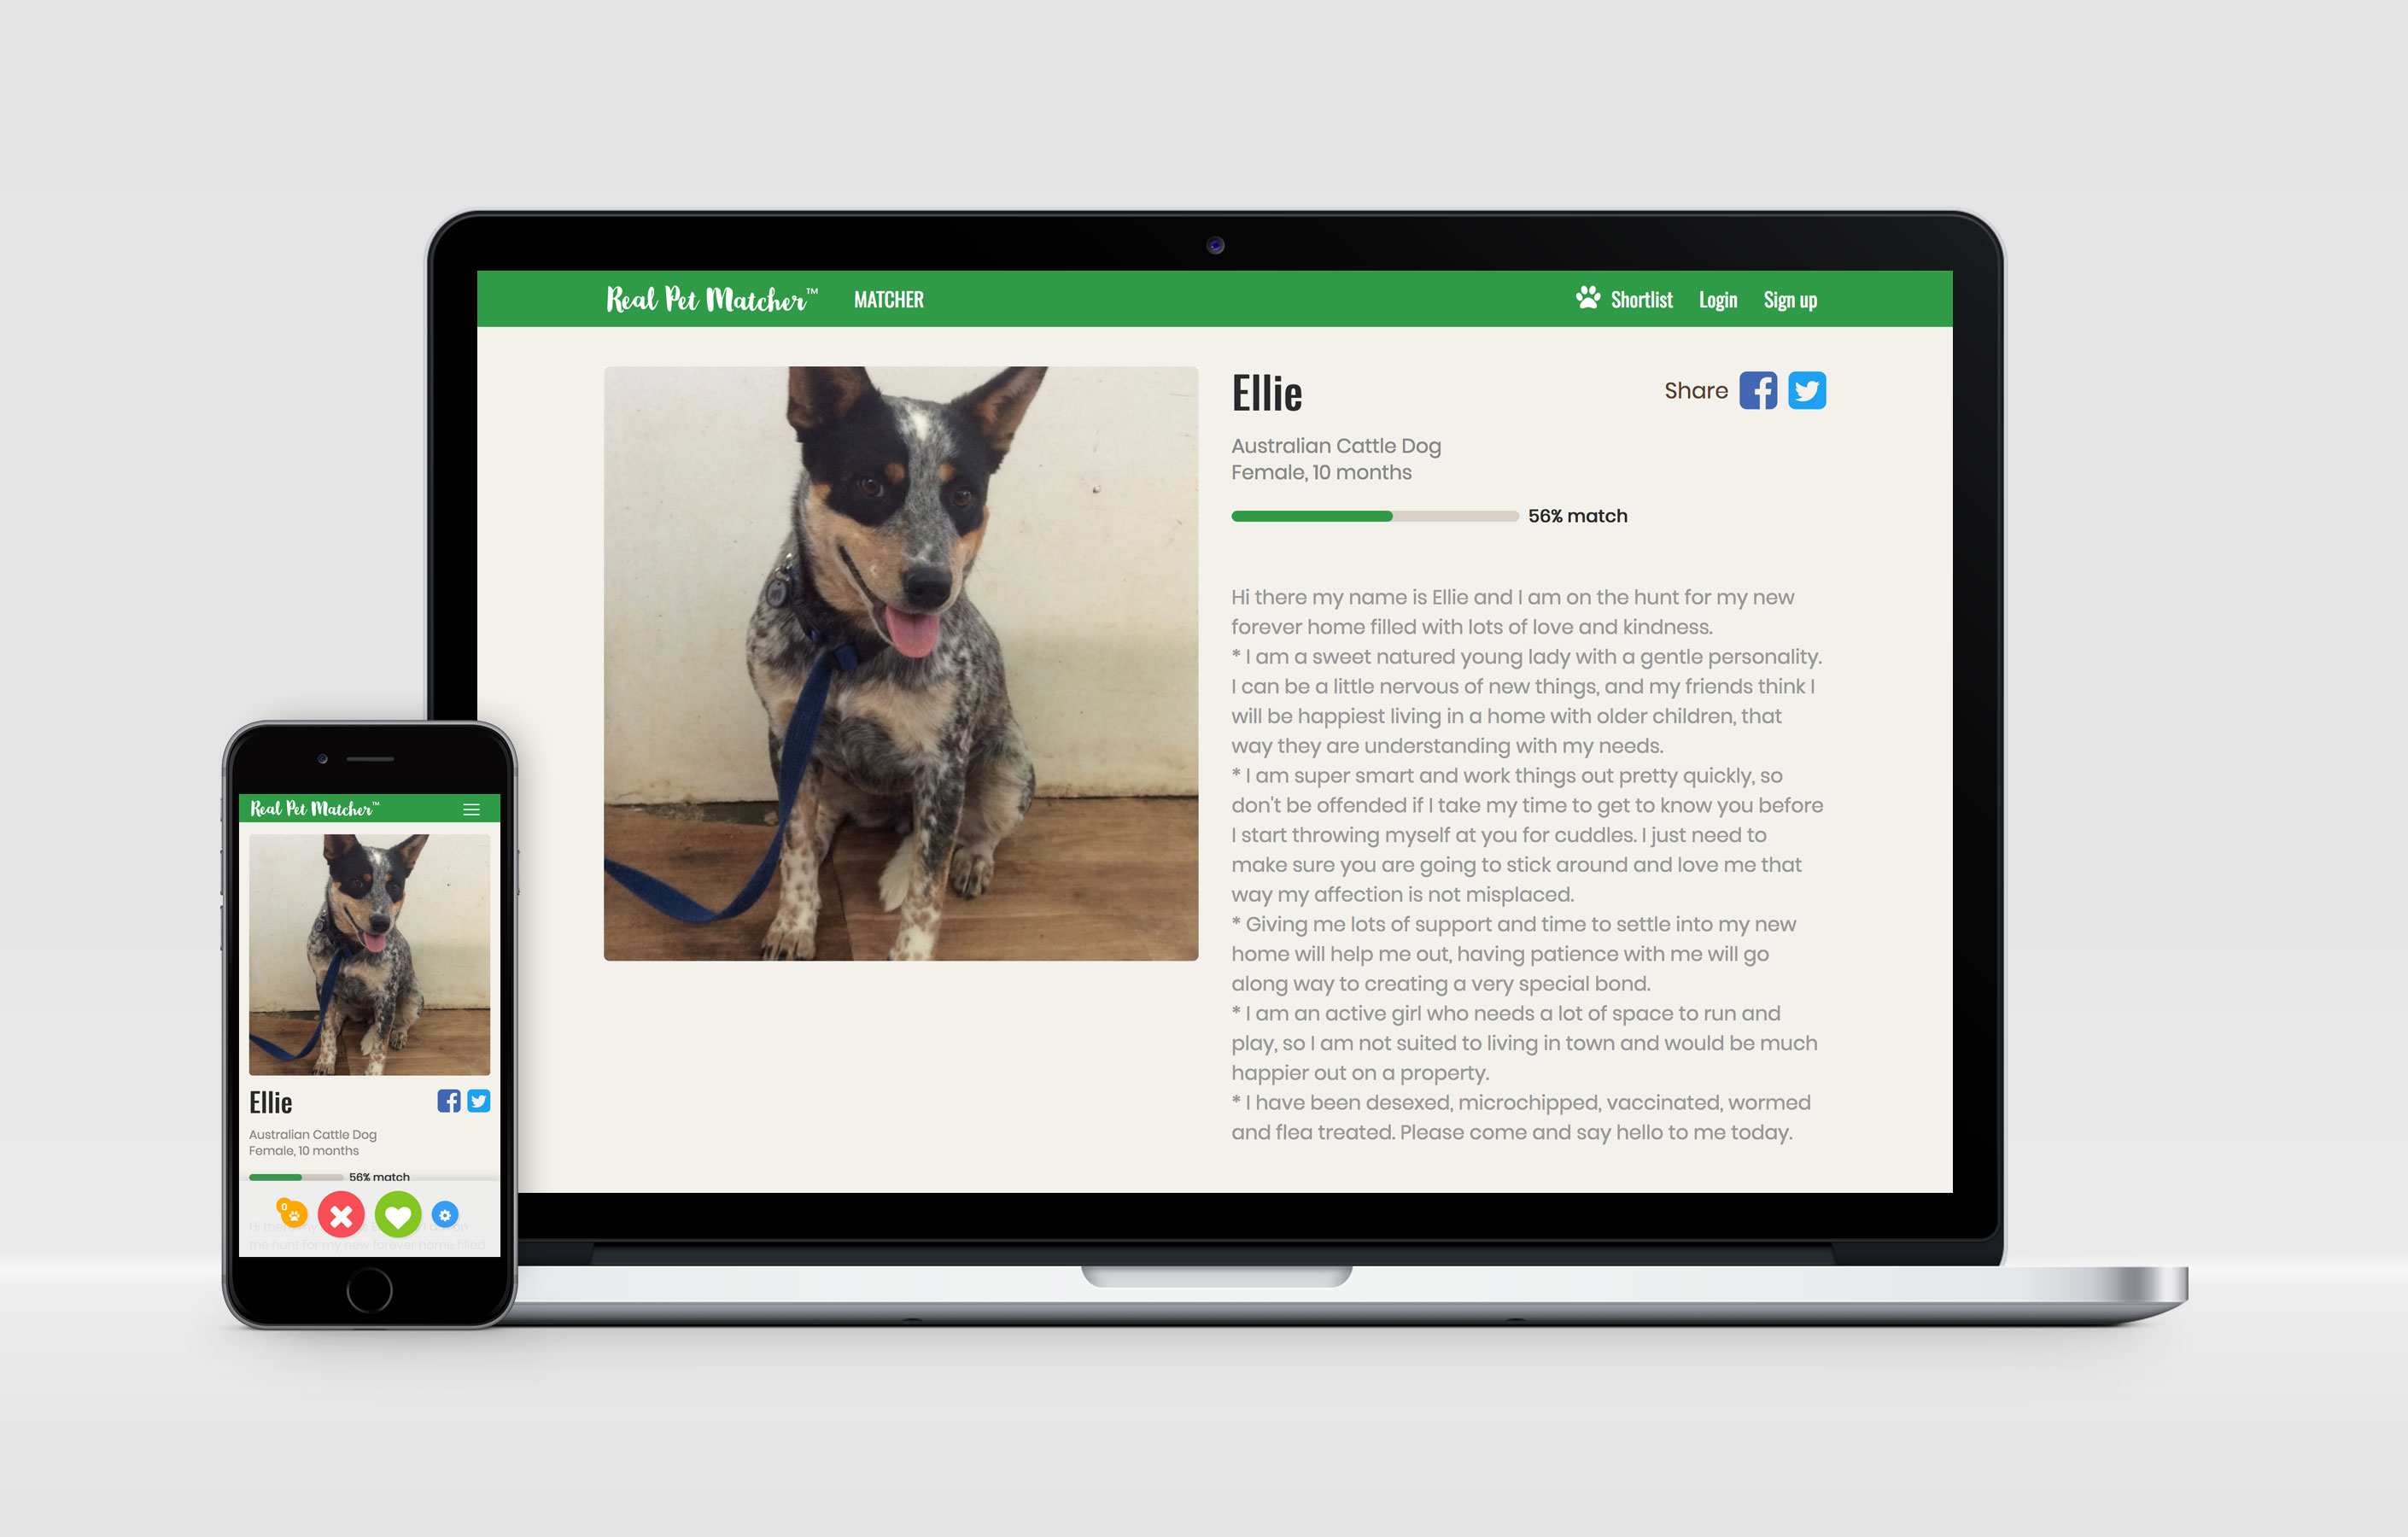 Real Pet Matcher™ MATCHER Shortlist Login Sign up
Ellie Share
Australian Cattle Dog
Female, 10 months
56% match
Hi there my name is Ellie and I am on the hunt for my new
forever home filled with lots of love and kindness.
* I am a sweet natured young lady with a gentle personality.
I can be a little nervous of new things, and my friends think I
will be happiest living in a home with older children, that
way they are understanding with my needs.
* I am super smart and work things out pretty quickly, so
don't be offended if I take my time to get to know you before
I start throwing myself at you for cuddles. I just need to
make sure you are going to stick around and love me that
way my affection is not misplaced.
* Giving me lots of support and time to settle into my new
home will help me out, having patience with me will go
along way to creating a very special bond.
* I am an active girl who needs a lot of space to run and
play, so I am not suited to living in town and would be much
happier out on a property.
* I have been desexed, microchipped, vaccinated, wormed
and flea treated. Please come and say hello to me today.
Real Pet Matcher™
Ellie
Australian Cattle Dog
Female, 10 months
56% match
0
Hi there my on
the hunt for my new forever home filled